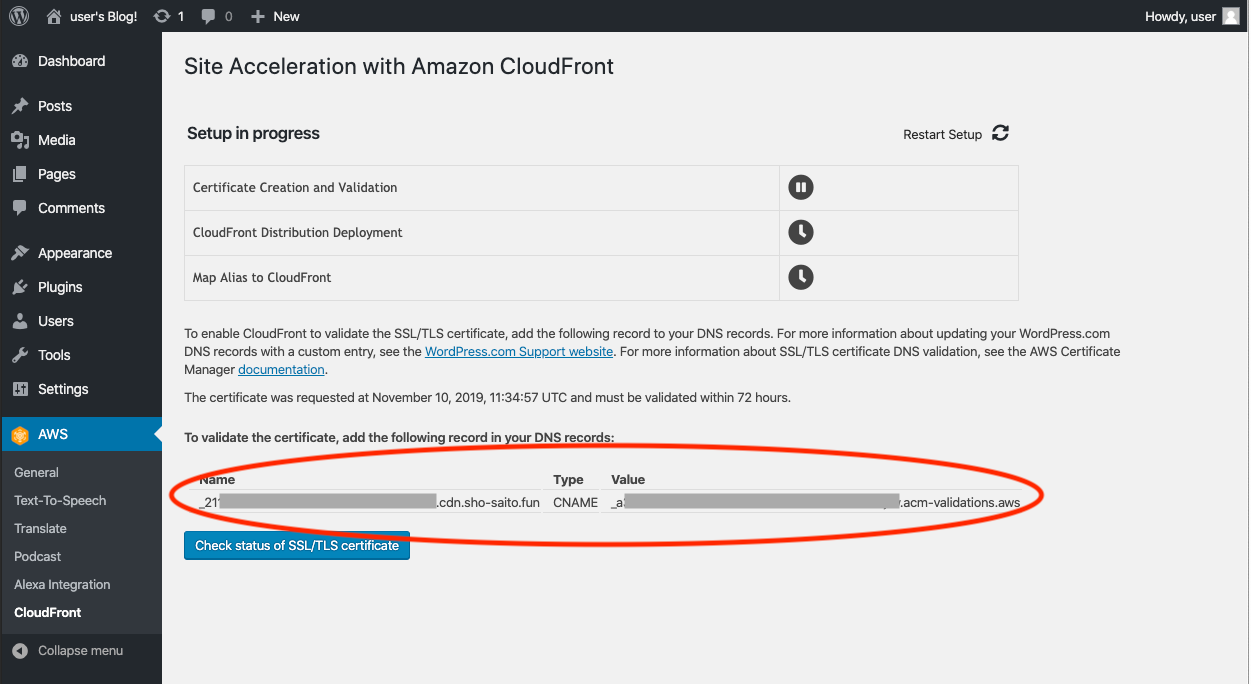 user's Blog! 1 0 New Howdy, user
Dashboard
Posts
Media
Pages
Comments
Appearance
Plugins
Users
Tools
Settings
AWS
General
Text-To-Speech
Translate
Podcast
Alexa Integration
CloudFront
Collapse menu
Site Acceleration with Amazon CloudFront
Setup in progress
Restart Setup
Certificate Creation and Validation
CloudFront Distribution Deployment
Map Alias to CloudFront
To enable CloudFront to validate the SSL/TLS certificate, add the following record to your DNS records. For more information about updating your WordPress.com
DNS records with a custom entry, see the WordPress.com Support website. For more information about SSL/TLS certificate DNS validation, see the AWS Certificate
Manager documentation.
The certificate was requested at November 10, 2019, 11:34:57 UTC and must be validated within 72 hours.
To validate the certificate, add the following record in your DNS records:
Name Type Value
_21 .cdn.sho-saito.fun CNAME _a .acm-validations.aws
Check status of SSL/TLS certificate